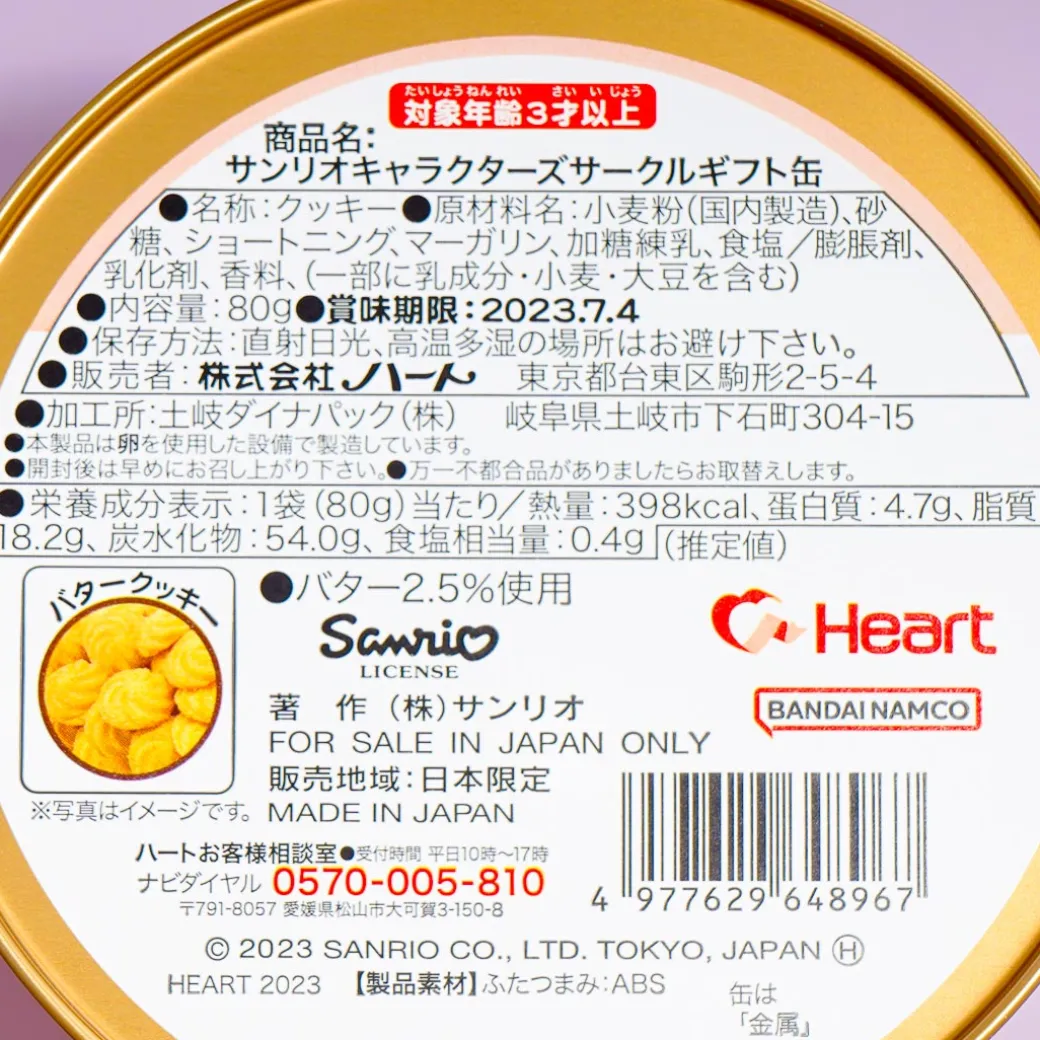 たいしょうねんれい さいいじょう
対象年齢3才以上
商品名:
サンリオキャラクターズサークルギフト缶
●名称:クッキー●原材料名:小麦粉(国内製造)、砂
糖、ショートニング、マーガリン、加糖練乳、食塩/膨脹剤、
乳化剤、香料、(一部に乳成分・小麦・大豆を含む)
●内容量:80g●賞味期限:2023.7.4
●保存方法:直射日光、高温多湿の場所はお避け下さい。
●販売者:株式会社ハート 東京都台東区駒形2-5-4
●加工所:土岐ダイナパック(株) 岐阜県土岐市下石町304-15
●本製品は卵を使用した設備で製造しています。
●開封後は早めにお召し上がり下さい。●万一不都合品がありましたらお取替えします。
●栄養成分表示:1袋(80g)当たり/熱量:398kcal、蛋白質:4.7g、脂質
18.2g、炭水化物:54.0g、食塩相当量:0.4g (推定値)
バタークッキー
●バター2.5%使用
Sanrio
LICENSE
Heart
BANDAI NAMCO
著 作 (株)サンリオ
FOR SALE IN JAPAN ONLY
販売地域:日本限定
※写真はイメージです。
MADE IN JAPAN
ハートお客様相談室●受付時間 平日10時〜17時
ナビダイヤル 0570-005-810
〒791-8057 愛媛県松山市大可賀3-150-8
4 977629 648967
© 2023 SANRIO CO., LTD. TOKYO, JAPAN Ⓗ
HEART 2023 【製品素材】ふたつまみ:ABS
缶は
「金属」